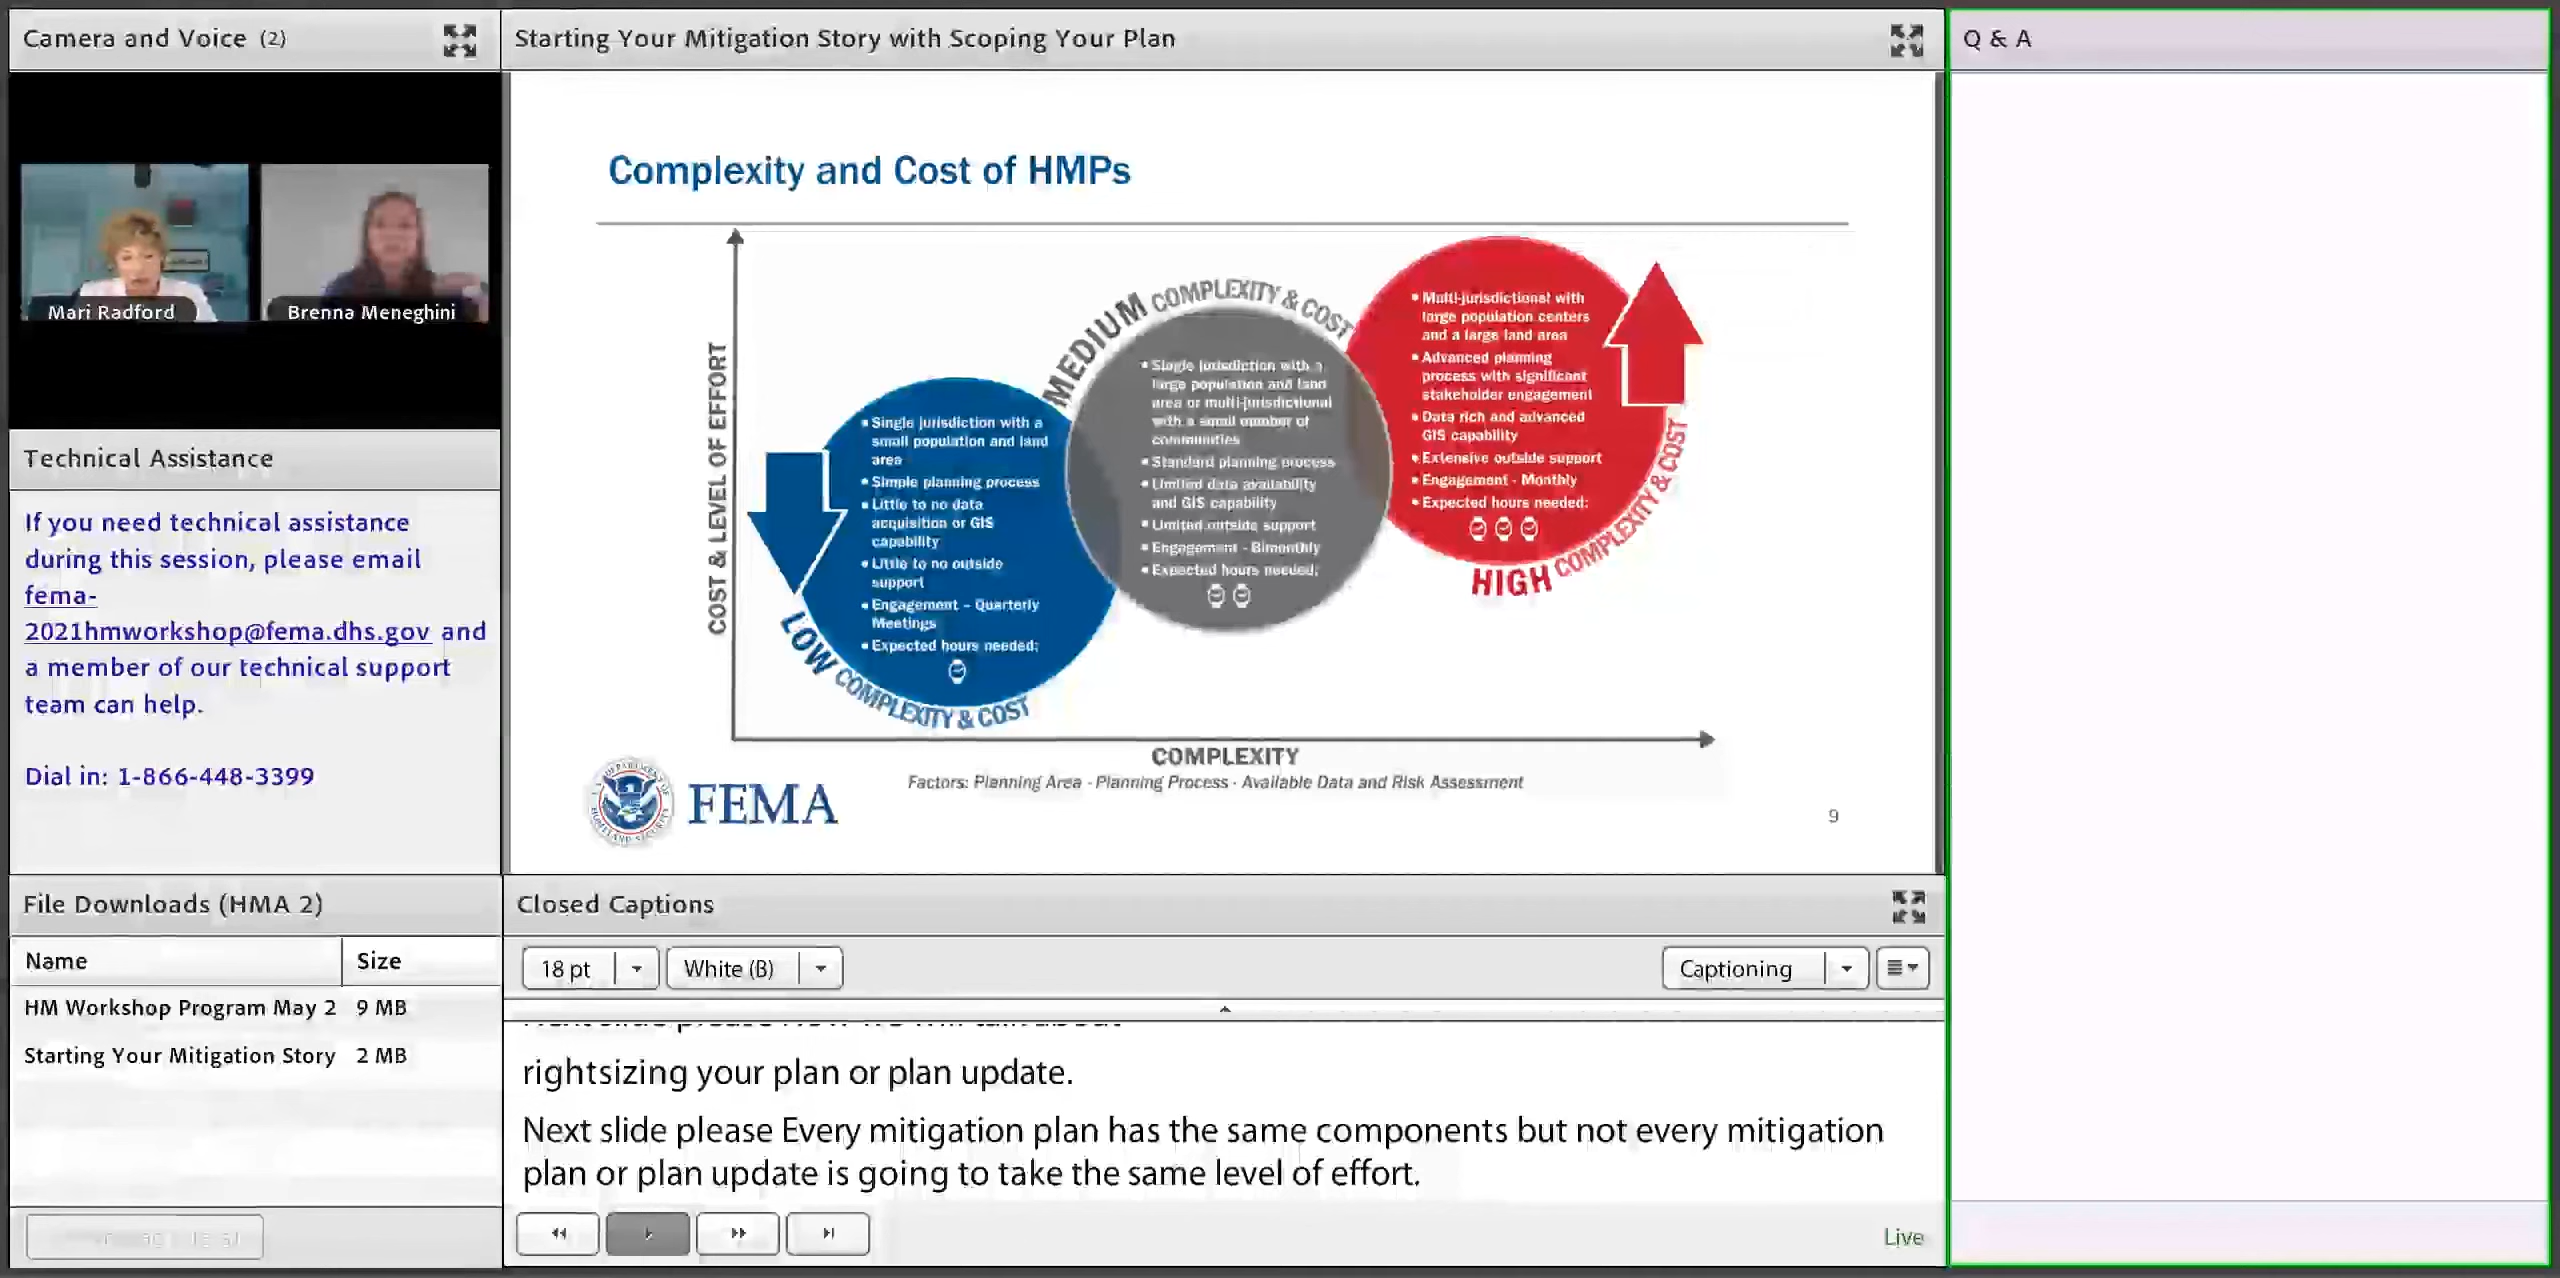 Camera and Voice (2)
Mari Radford
Brenna Meneghini
Technical Assistance
If you need technical assistance
during this session, please email
fema-
2021hmworkshop@fema.dhs.gov and
a member of our technical support
team can help.
Dial in: 1-866-448-3399
File Downloads (HMA 2)
Name Size
HM Workshop Program May 2 9 MB
Starting Your Mitigation Story 2 MB
Starting Your Mitigation Story with Scoping Your Plan
Complexity and Cost of HMPs
COST & LEVEL OF EFFORT
• Single jurisdiction with a
small population and land
area
• Simple planning process
• Little to no data
acquisition or GIS
capability
• Little to no outside
support
• Engagement - Quarterly
Meetings
• Expected hours needed:
LOW COMPLEXITY & COST
MEDIUM COMPLEXITY & COST
• Single jurisdiction with a
large population and land
area or multi-jurisdictional
with a small number of
communities
• Standard planning process
• Limited data availability
and GIS capability
• Limited outside support
• Engagement - Bimonthly
• Expected hours needed:
• Multi-jurisdictional with
large population centers
and a large land area
• Advanced planning
process with significant
stakeholder engagement
• Data rich and advanced
GIS capability
• Extensive outside support
• Engagement - Monthly
• Expected hours needed:
HIGH COMPLEXITY & COST
COMPLEXITY
Factors: Planning Area - Planning Process - Available Data and Risk Assessment
FEMA
9
Closed Captions
18 pt
White (B)
Captioning
rightsizing your plan or plan update.
Next slide please Every mitigation plan has the same components but not every mitigation
plan or plan update is going to take the same level of effort.
Live
Q & A